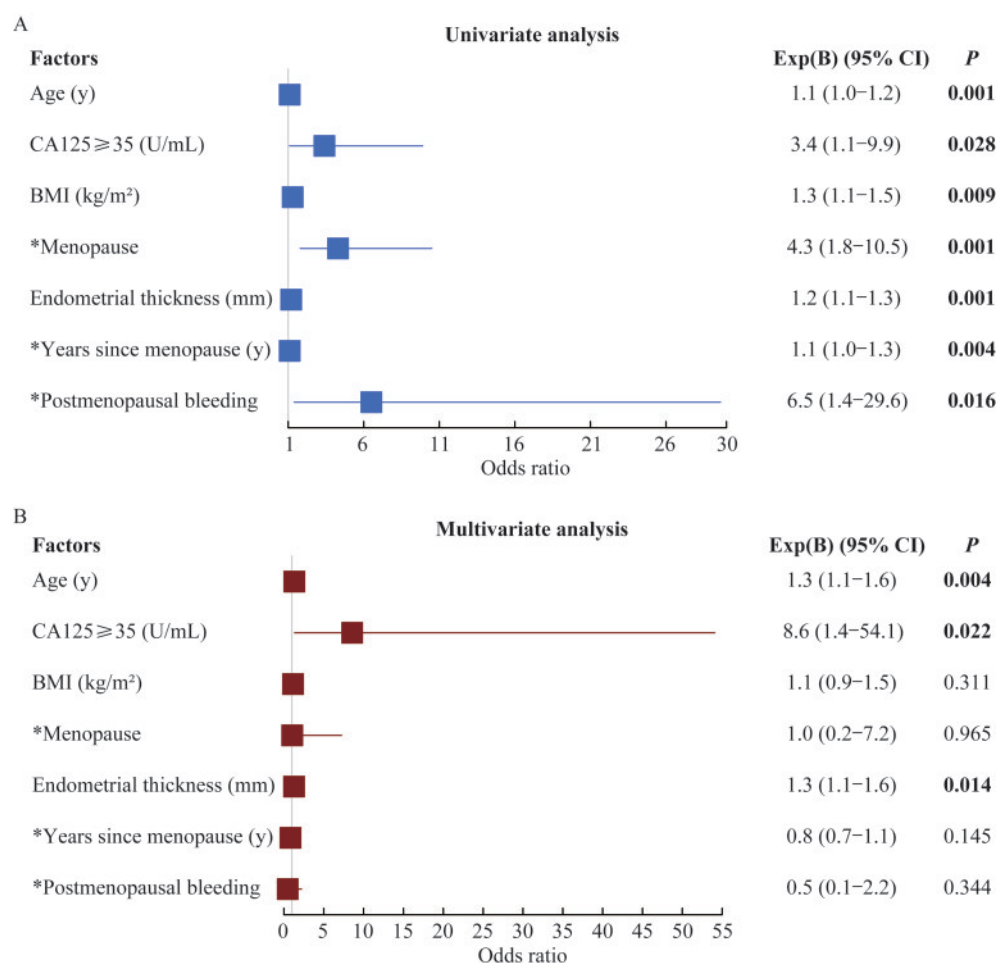 A
Univariate analysis
Factors Exp(B) (95% CI) P
Age (y) 1.1 (1.0−1.2) 0.001
CA125⩾35 (U/mL) 3.4 (1.1−9.9) 0.028
BMI (kg/m²) 1.3 (1.1−1.5) 0.009
*Menopause 4.3 (1.8−10.5) 0.001
Endometrial thickness (mm) 1.2 (1.1−1.3) 0.001
*Years since menopause (y) 1.1 (1.0−1.3) 0.004
*Postmenopausal bleeding 6.5 (1.4−29.6) 0.016
1 6 11 16 21 26 30
Odds ratio
B
Multivariate analysis
Factors Exp(B) (95% CI) P
Age (y) 1.3 (1.1−1.6) 0.004
CA125⩾35 (U/mL) 8.6 (1.4−54.1) 0.022
BMI (kg/m²) 1.1 (0.9−1.5) 0.311
*Menopause 1.0 (0.2−7.2) 0.965
Endometrial thickness (mm) 1.3 (1.1−1.6) 0.014
*Years since menopause (y) 0.8 (0.7−1.1) 0.145
*Postmenopausal bleeding 0.5 (0.1−2.2) 0.344
0 5 10 15 20 25 30 35 40 45 50 55
Odds ratio